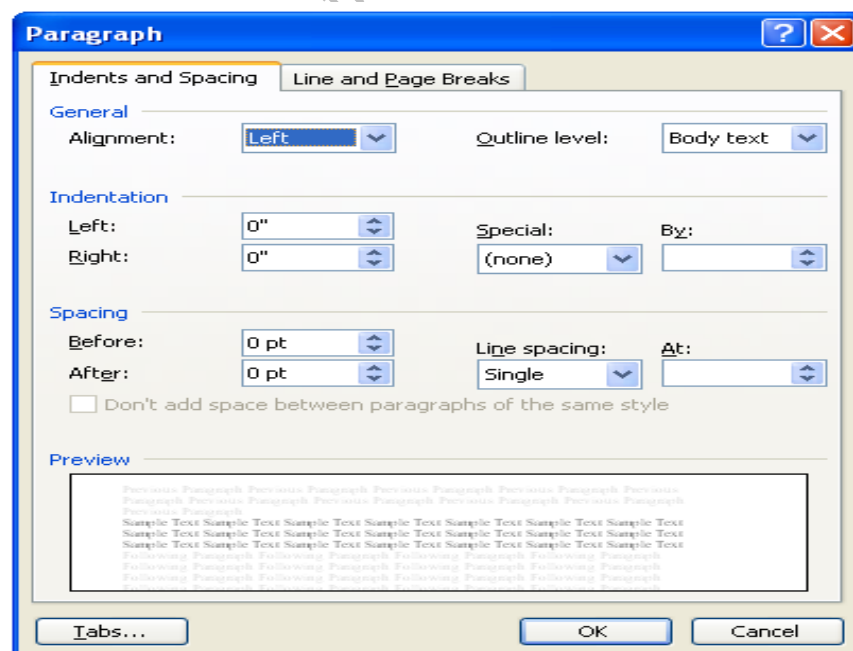 Paragraph
Indents and Spacing
Line and Page Breaks
General
Alignment: Left Outline level: Body text
Indentation
Left: 0"
Special: By:
Right: 0" (none)
Spacing
Before: 0 pt
Line spacing: At:
After: 0 pt Single
Don't add space between paragraphs of the same style
Preview
Previous Paragraph Previous Paragraph Previous Paragraph Previous Paragraph Previous
Paragraph Previous Paragraph Previous Paragraph Previous Paragraph Previous Paragraph
Previous Paragraph
Sample Text Sample Text Sample Text Sample Text Sample Text Sample Text Sample Text
Sample Text Sample Text Sample Text Sample Text Sample Text Sample Text Sample Text
Sample Text Sample Text Sample Text Sample Text Sample Text Sample Text Sample Text
Following Paragraph Following Paragraph Following Paragraph Following Paragraph
Following Paragraph Following Paragraph Following Paragraph Following Paragraph
Following Paragraph Following Paragraph Following Paragraph Following Paragraph
Tabs... OK Cancel